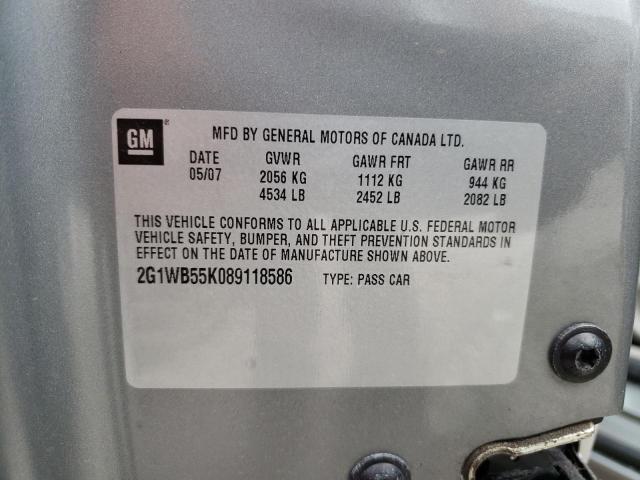 GM ®
MFD BY GENERAL MOTORS OF CANADA LTD.
DATE GVWR GAWR FRT GAWR RR
05/07 2056 KG 1112 KG 944 KG
4534 LB 2452 LB 2082 LB
THIS VEHICLE CONFORMS TO ALL APPLICABLE U.S. FEDERAL MOTOR
VEHICLE SAFETY, BUMPER, AND THEFT PREVENTION STANDARDS IN
EFFECT ON THE DATE OF MANUFACTURE SHOWN ABOVE.
2G1WB55K089118586 TYPE: PASS CAR